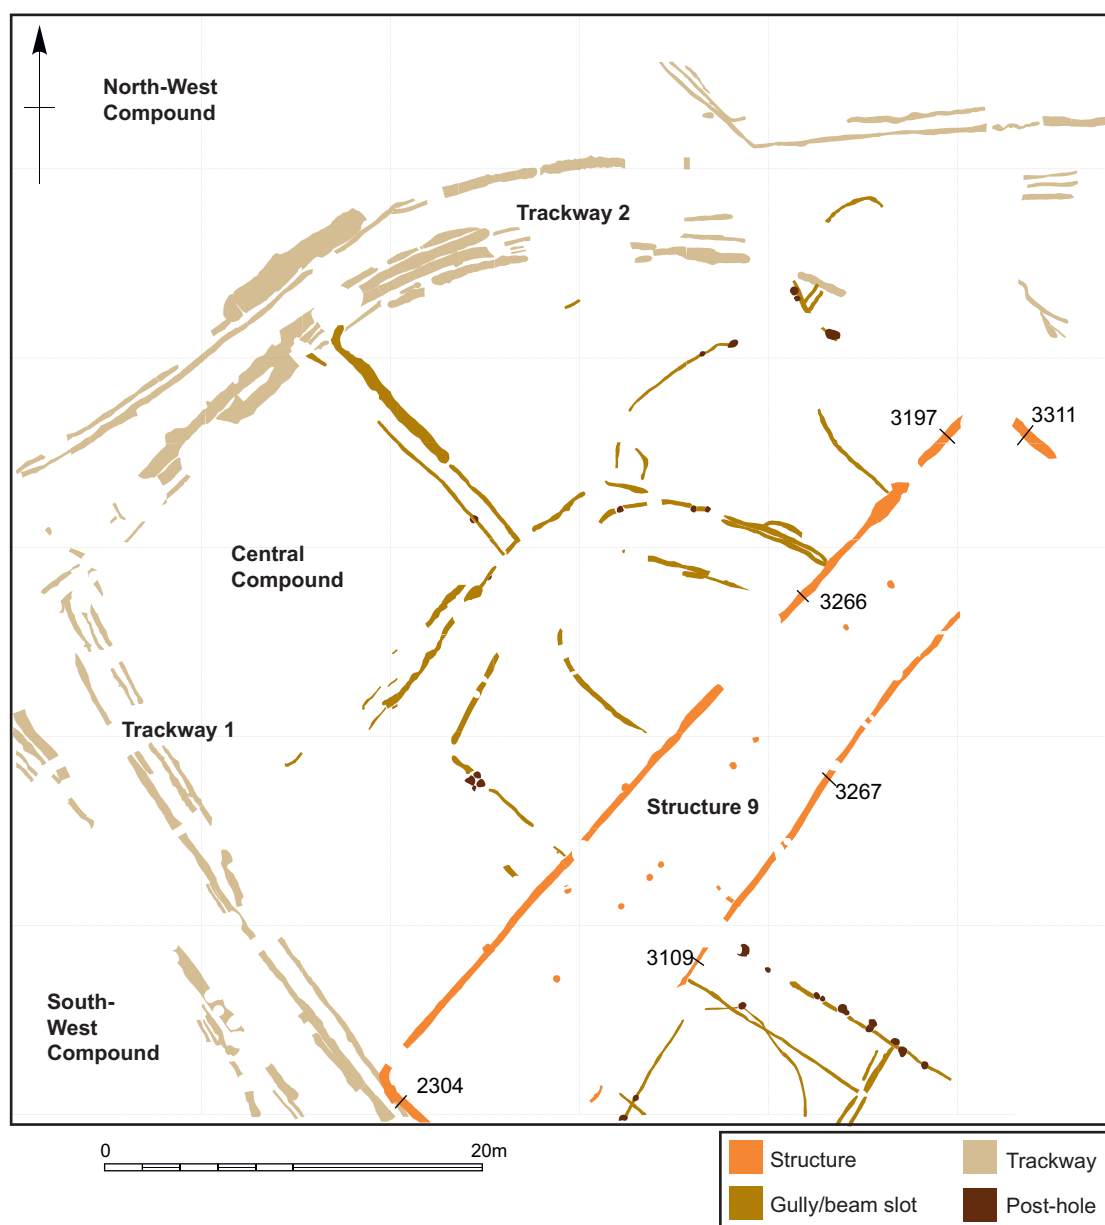 North-West
Compound
Trackway 2
3197
3311
Central
Compound
3266
Trackway 1
Structure 9
3267
3109
South-
West
Compound
2304
0
20m
Structure
Trackway
Gully/beam slot
Post-hole